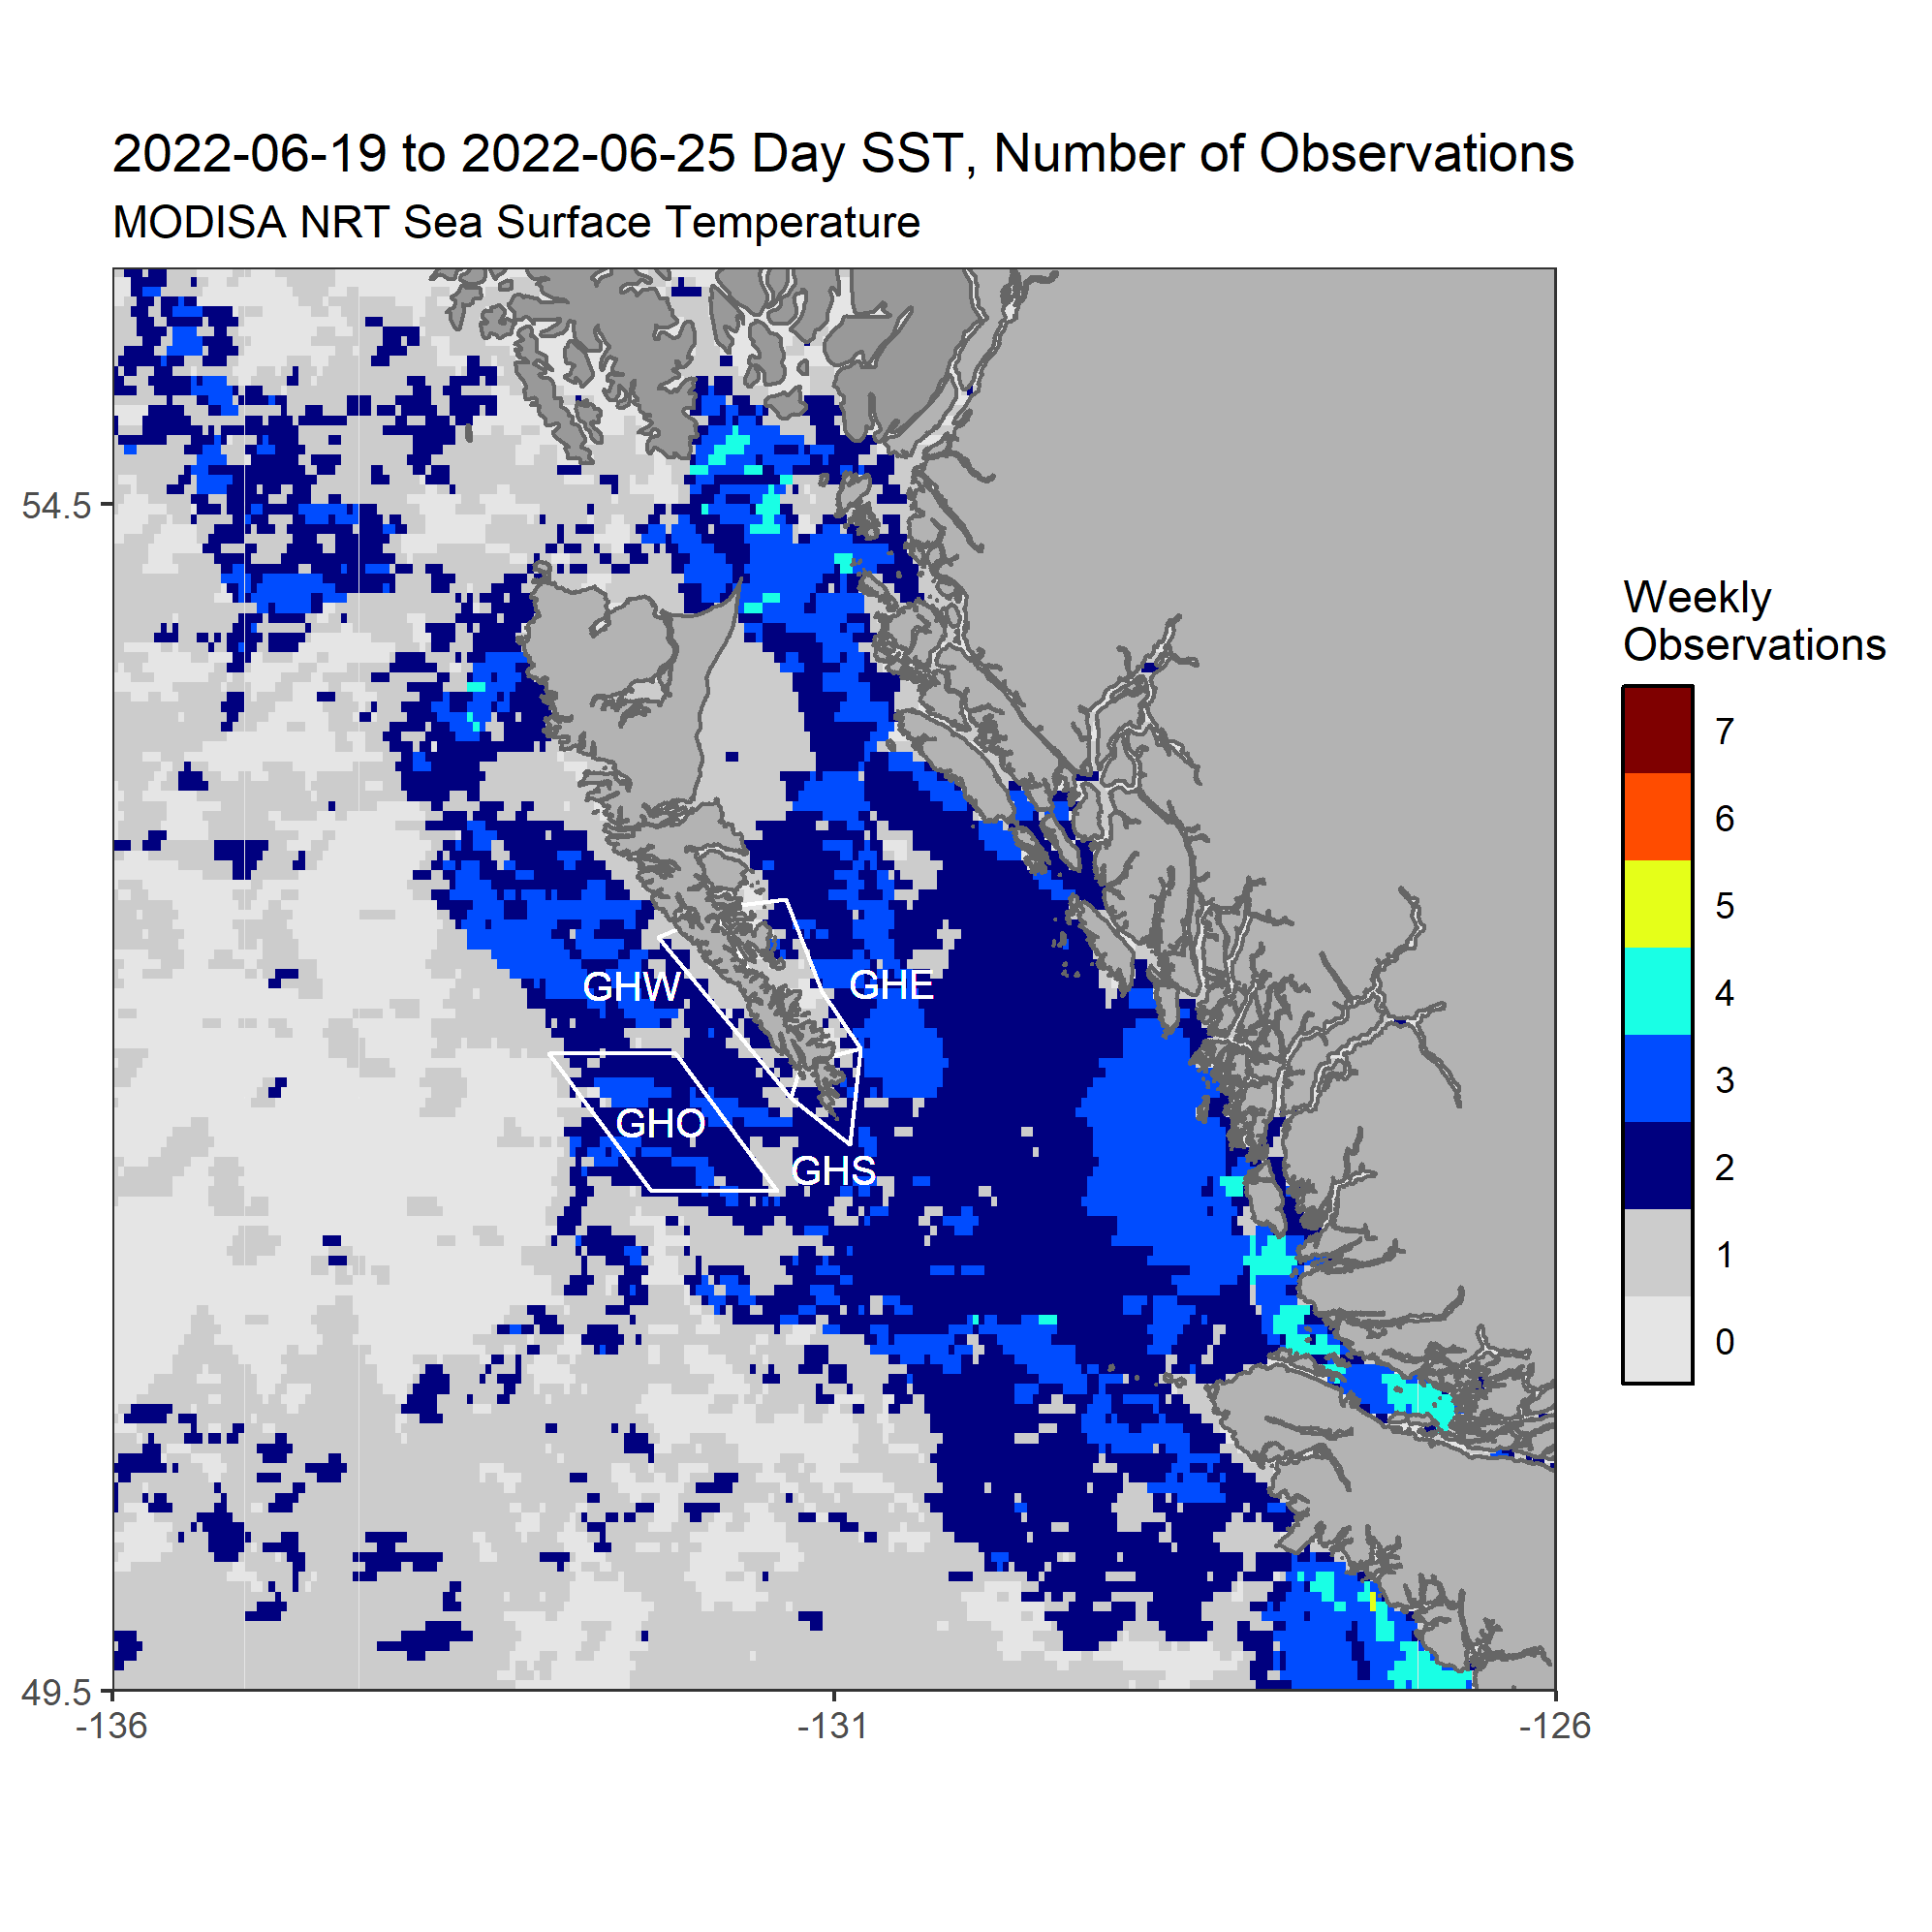 2022-06-19 to 2022-06-25 Day SST, Number of Observations
MODISA NRT Sea Surface Temperature
54.5
49.5
-136
-131
-126
GHW
GHE
GHO
GHS
Weekly
Observations
7
6
5
4
3
2
1
0